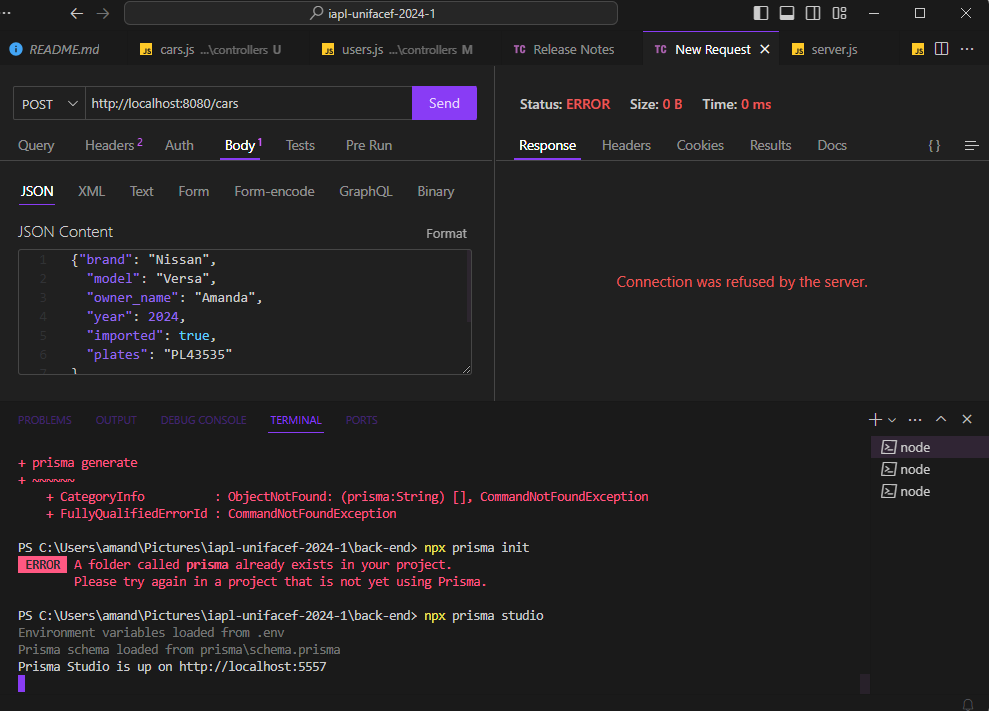 iapl-unifacef-2024-1
README.md
JS cars.js ...\controllers U
JS users.js ...\controllers M
TC Release Notes
TC New Request
JS server.js
JS
POST
http://localhost:8080/cars
Send
Query
Headers 2
Auth
Body 1
Tests
Pre Run
JSON
XML
Text
Form
Form-encode
GraphQL
Binary
JSON Content
Format
1 {"brand": "Nissan",
2 "model": "Versa",
3 "owner_name": "Amanda",
4 "year": 2024,
5 "imported": true,
6 "plates": "PL43535"
7 }
Status: ERROR Size: 0 B Time: 0 ms
Response
Headers
Cookies
Results
Docs
{ }
Connection was refused by the server.
PROBLEMS
OUTPUT
DEBUG CONSOLE
TERMINAL
PORTS
+ prisma generate
+ ~~~~~~
+ CategoryInfo : ObjectNotFound: (prisma:String) [], CommandNotFoundException
+ FullyQualifiedErrorId : CommandNotFoundException
PS C:\Users\amand\Pictures\iapl-unifacef-2024-1\back-end> npx prisma init
ERROR A folder called prisma already exists in your project.
Please try again in a project that is not yet using Prisma.
PS C:\Users\amand\Pictures\iapl-unifacef-2024-1\back-end> npx prisma studio
Environment variables loaded from .env
Prisma schema loaded from prisma\schema.prisma
Prisma Studio is up on http://localhost:5557
node
node
node